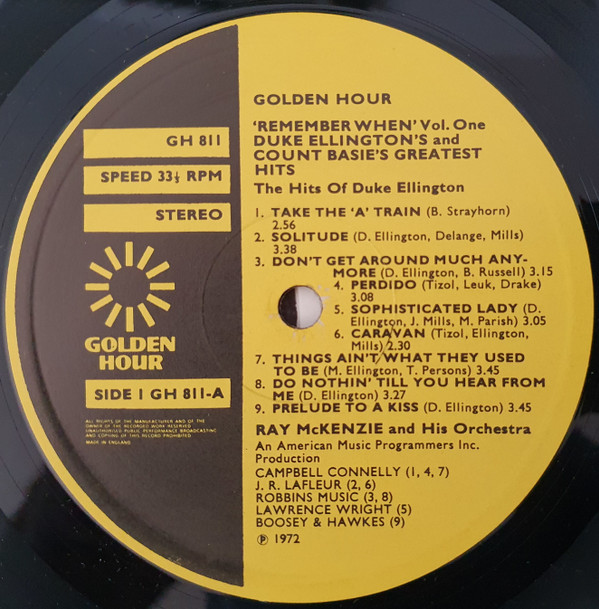 GH 811
SPEED 33⅓ RPM
STEREO
GOLDEN
HOUR
SIDE 1 GH 811-A
ALL RIGHTS OF THE MANUFACTURER AND OF THE
OWNER OF THE RECORDED WORK RESERVED
UNAUTHORISED PUBLIC PERFORMANCE BROADCASTING
AND COPYING OF THIS RECORD PROHIBITED
MADE IN ENGLAND
GOLDEN HOUR
'REMEMBER WHEN' Vol. One
DUKE ELLINGTON'S and
COUNT BASIE'S GREATEST
HITS
The Hits Of Duke Ellington
1. TAKE THE 'A' TRAIN (B. Strayhorn)
2.56
2. SOLITUDE (D. Ellington, Delange, Mills)
3.38
3. DON'T GET AROUND MUCH ANY-
MORE (D. Ellington, B. Russell) 3.15
4. PERDIDO (Tizol, Leuk, Drake)
3.08
5. SOPHISTICATED LADY (D.
Ellington, J. Mills, M. Parish) 3.05
6. CARAVAN (Tizol, Ellington,
Mills) 2.30
7. THINGS AIN'T WHAT THEY USED
TO BE (M. Ellington, T. Persons) 3.45
8. DO NOTHIN' TILL YOU HEAR FROM
ME (D. Ellington) 3.27
9. PRELUDE TO A KISS (D. Ellington) 3.45
RAY McKENZIE and His Orchestra
An American Music Programmers Inc.
Production
CAMPBELL CONNELLY (1, 4, 7)
J. R. LAFLEUR (2, 6)
ROBBINS MUSIC (3, 8)
LAWRENCE WRIGHT (5)
BOOSEY & HAWKES (9)
℗ 1972